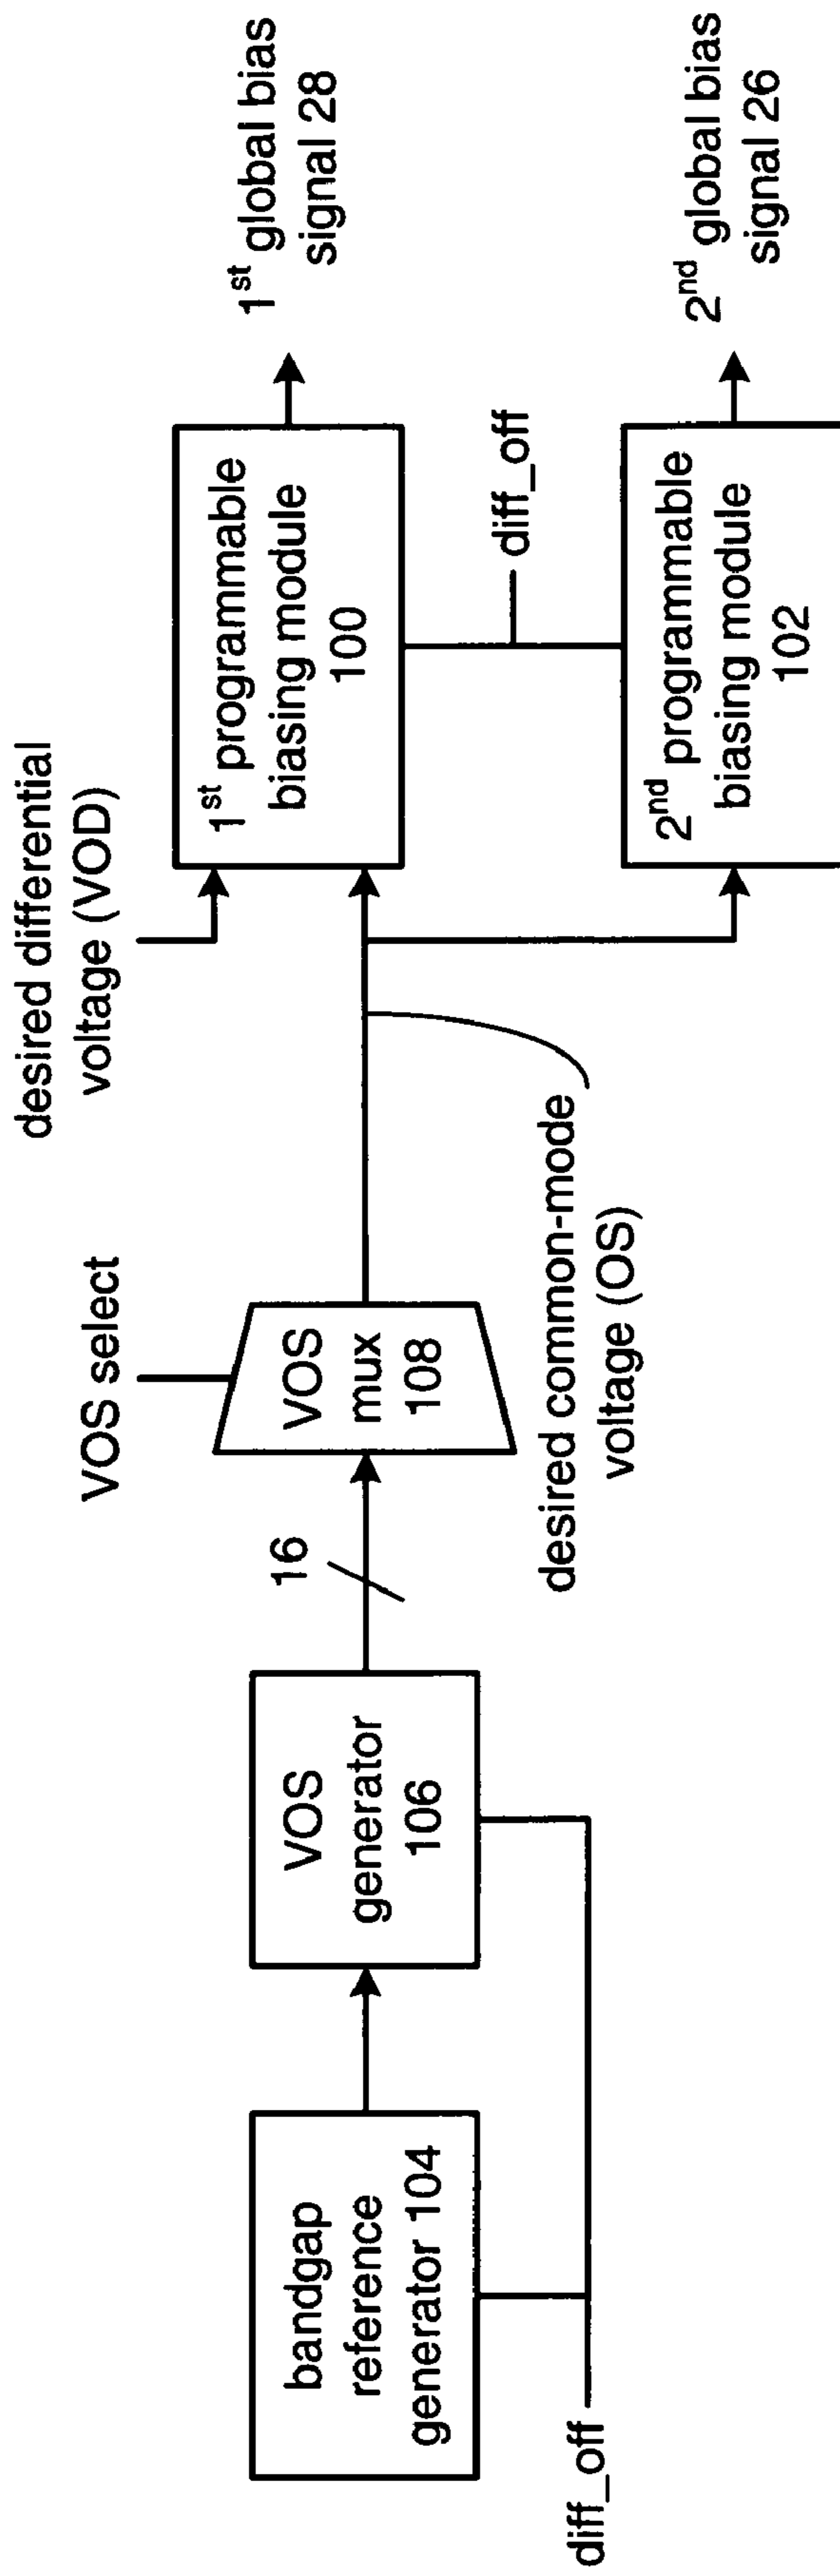 bandgap
reference
generator 104
diff_off
VOS
generator
106
16
VOS select
VOS
mux
108
desired common-mode
voltage (OS)
desired differential
voltage (VOD)
1st programmable
biasing module
100
1st global bias
signal 28
diff_off
2nd programmable
biasing module
102
2nd global bias
signal 26